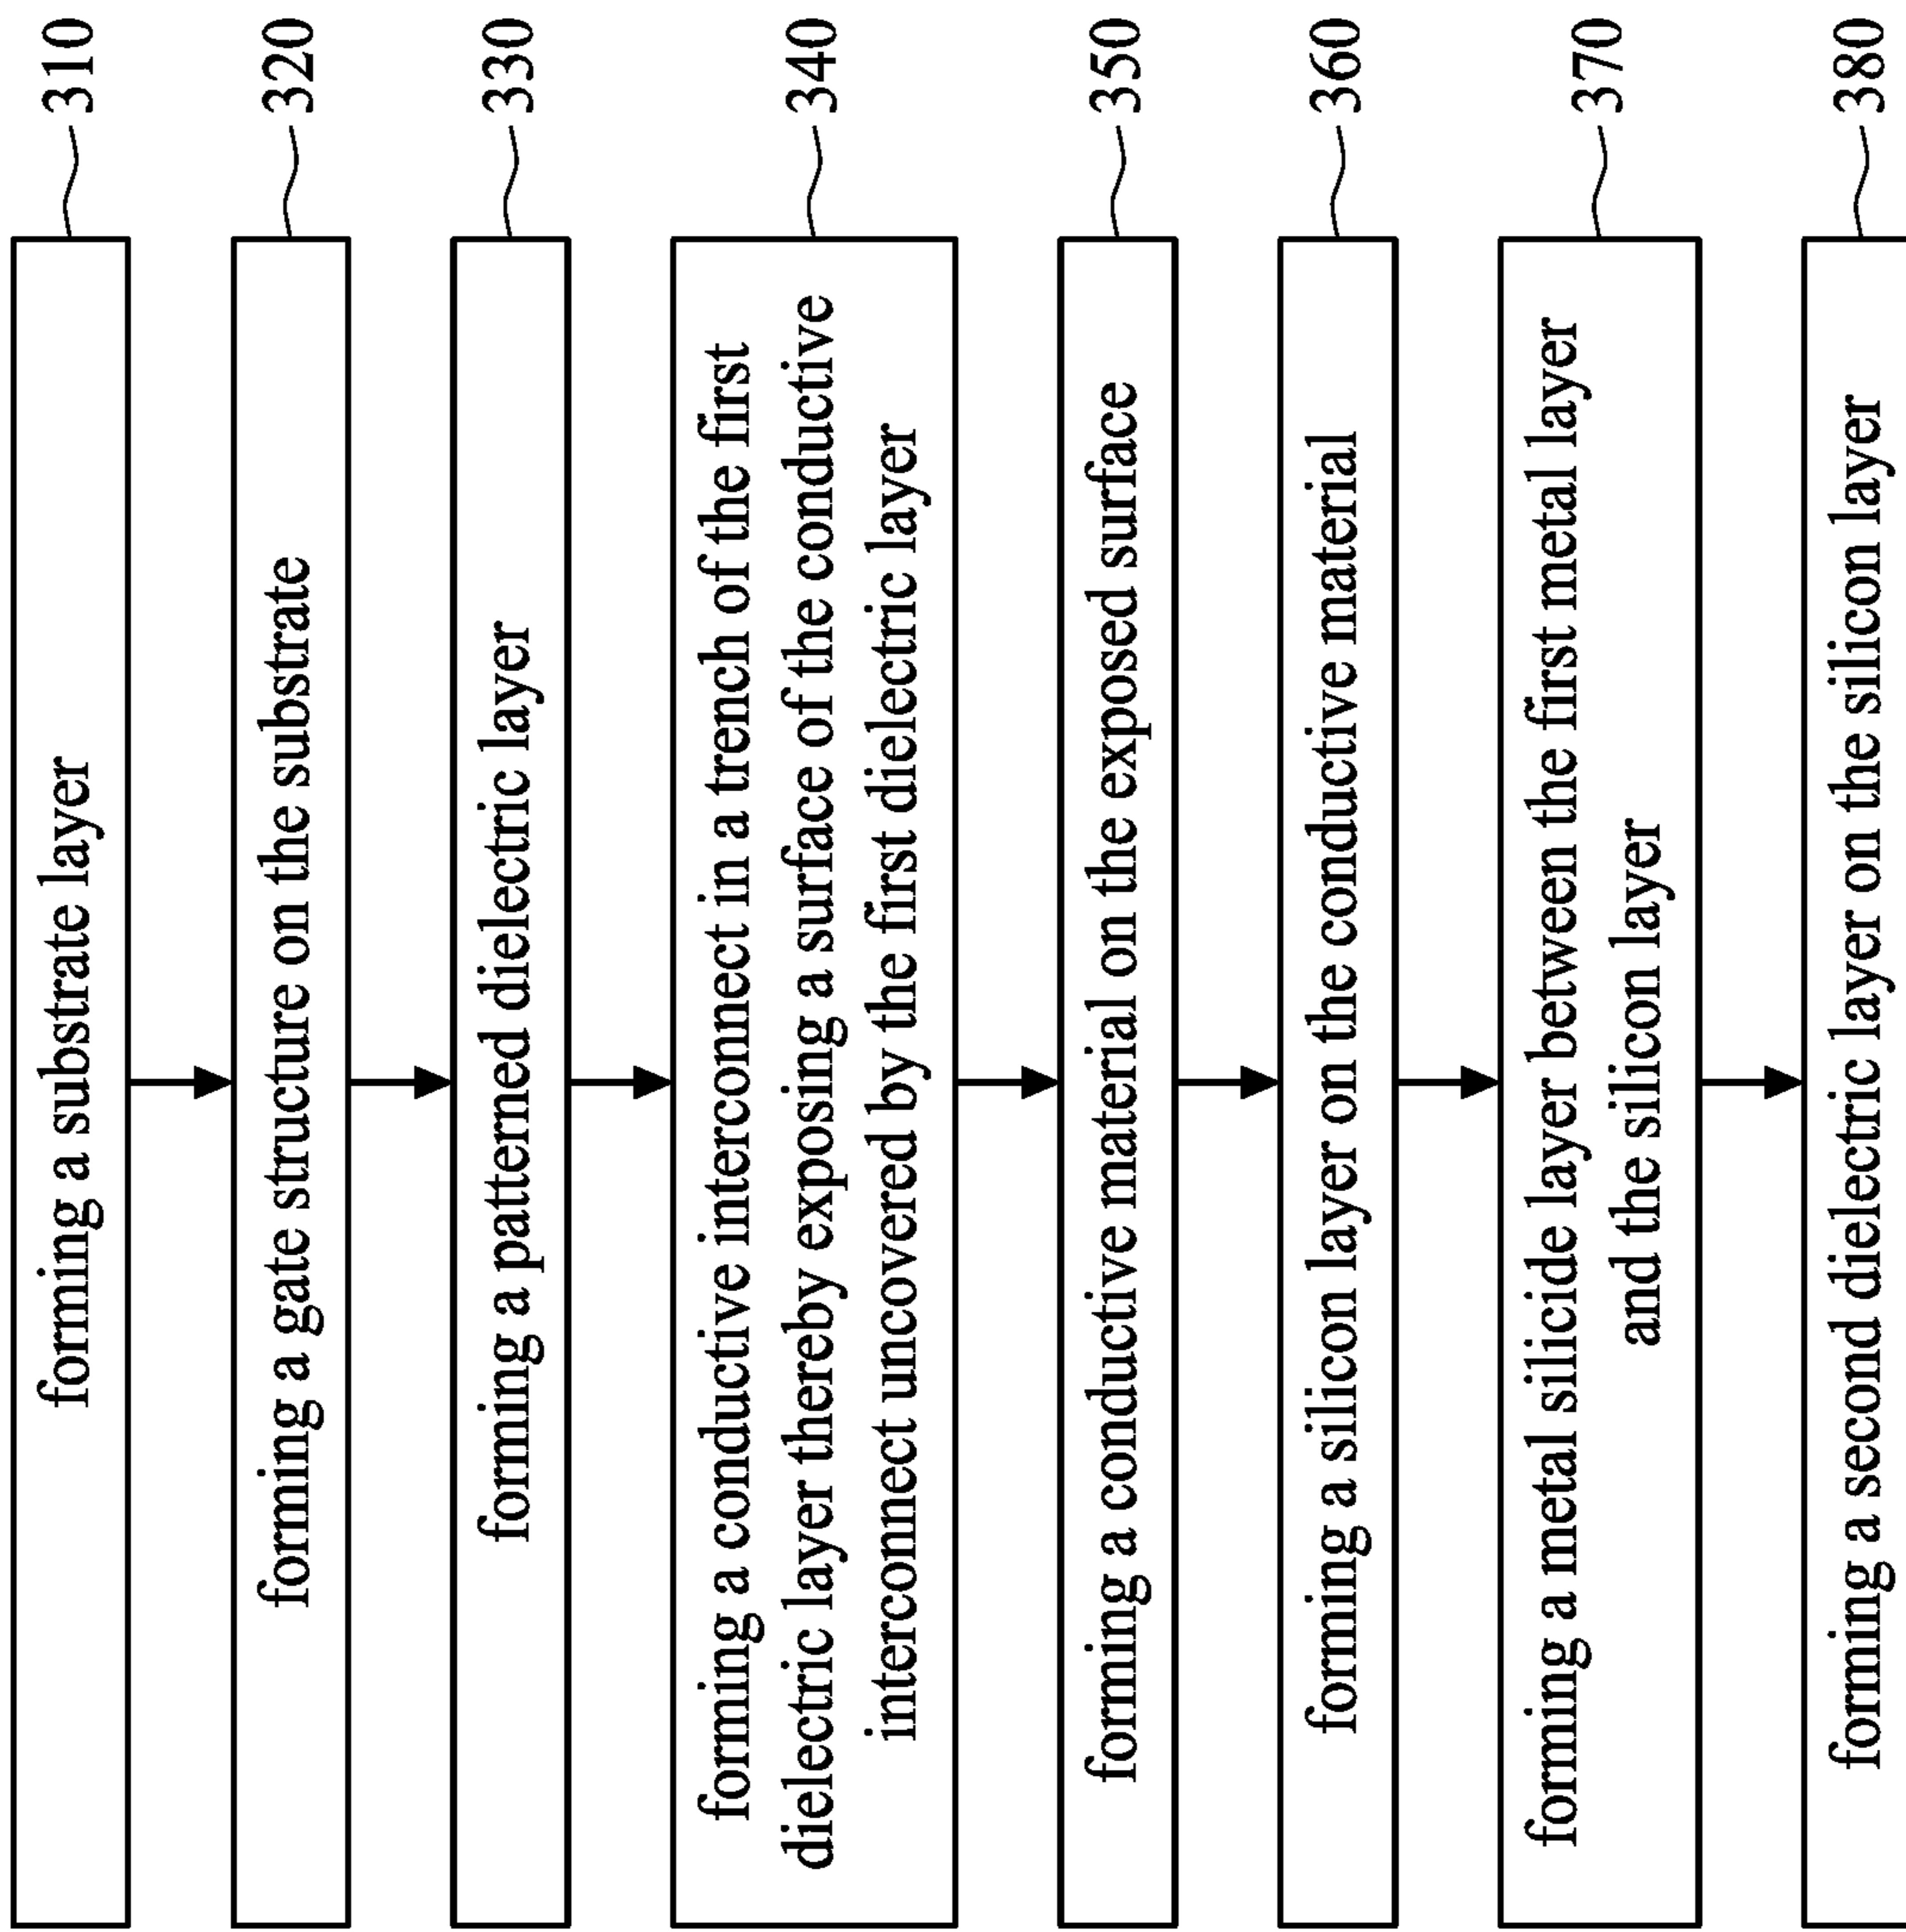 forming a substrate layer
310
forming a gate structure on the substrate
320
forming a patterned dielectric layer
330
forming a conductive interconnect in a trench of the first
dielectric layer thereby exposing a surface of the conductive
interconnect uncovered by the first dielectric layer
340
forming a conductive material on the exposed surface
350
forming a silicon layer on the conductive material
360
forming a metal silicide layer between the first metal layer
and the silicon layer
370
forming a second dielectric layer on the silicon layer
380